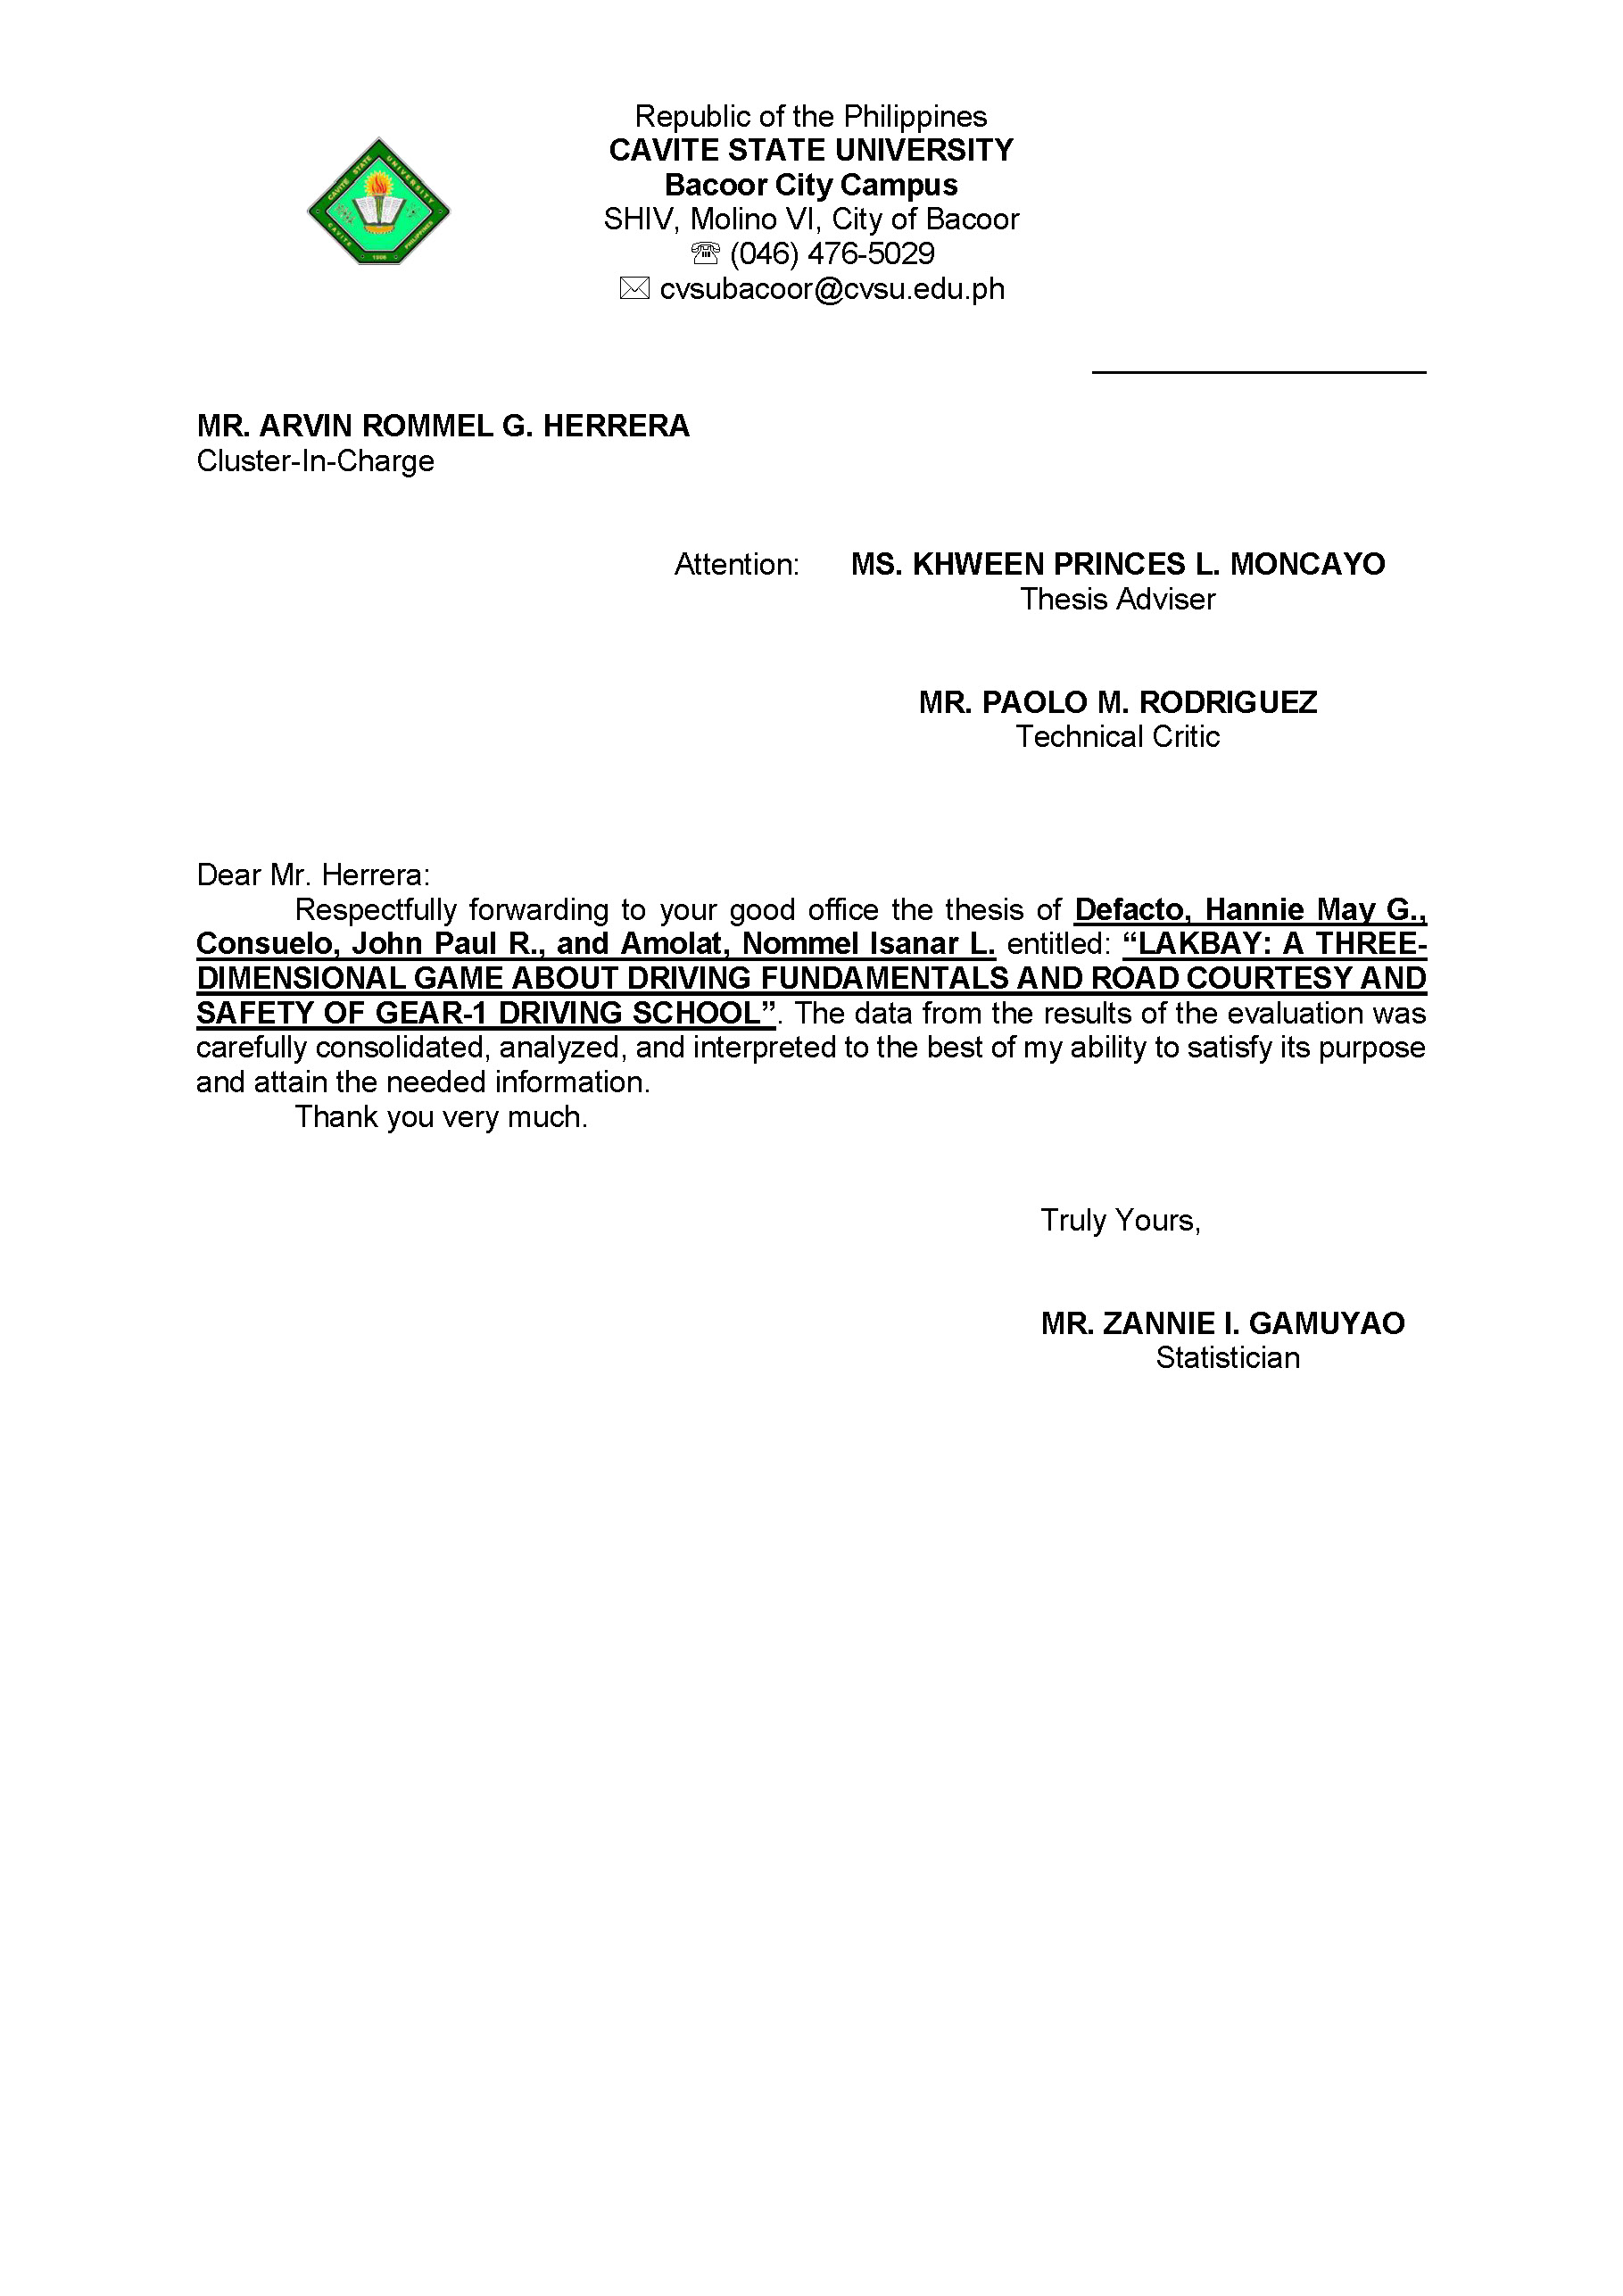 Republic of the Philippines
CAVITE STATE UNIVERSITY
Bacoor City Campus
SHIV, Molino VI, City of Bacoor
☏ (046) 476-5029
✉ cvsubacoor@cvsu.edu.ph
CAVITE STATE UNIVERSITY
CAVITE PHILIPPINES
MR. ARVIN ROMMEL G. HERRERA
Cluster-In-Charge
Attention: MS. KHWEEN PRINCES L. MONCAYO
Thesis Adviser
MR. PAOLO M. RODRIGUEZ
Technical Critic
Dear Mr. Herrera:
Respectfully forwarding to your good office the thesis of Defacto, Hannie May G.,
Consuelo, John Paul R., and Amolat, Nommel Isanar L. entitled: “LAKBAY: A THREE-
DIMENSIONAL GAME ABOUT DRIVING FUNDAMENTALS AND ROAD COURTESY AND
SAFETY OF GEAR-1 DRIVING SCHOOL”. The data from the results of the evaluation was
carefully consolidated, analyzed, and interpreted to the best of my ability to satisfy its purpose
and attain the needed information.
Thank you very much.
Truly Yours,
MR. ZANNIE I. GAMUYAO
Statistician